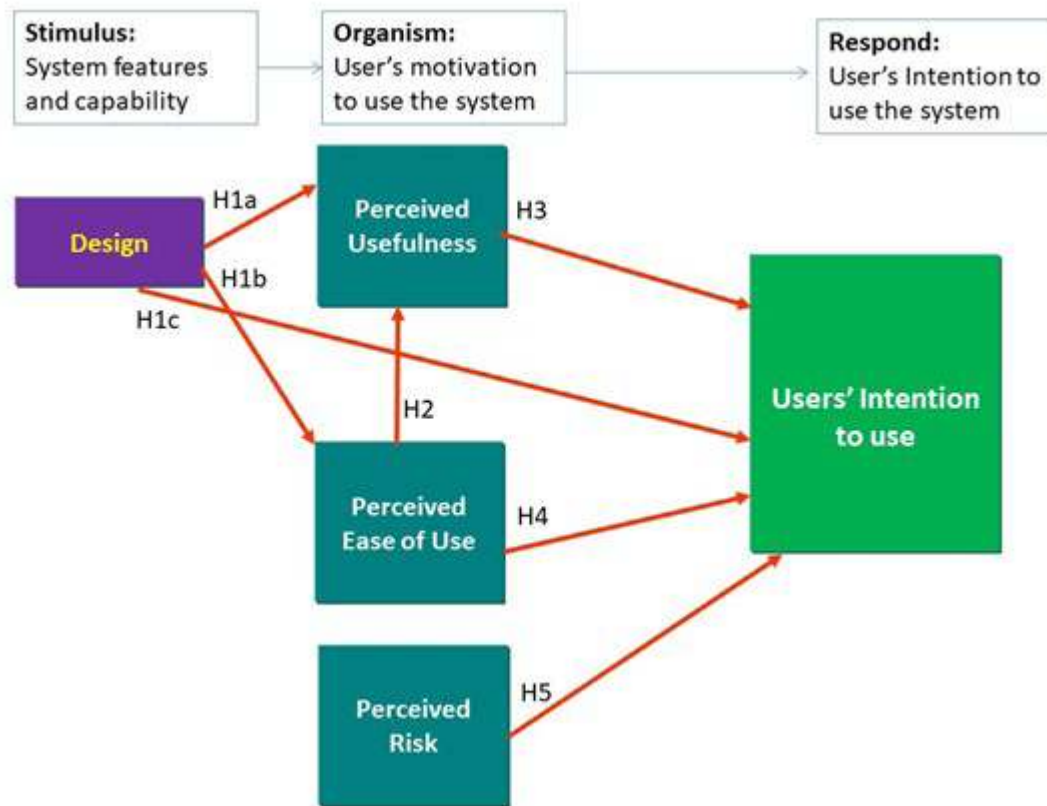 Stimulus:
System features
and capability
Organism:
User's motivation
to use the system
Respond:
User's Intention to
use the system
Design
H1a
H1b
H1c
Perceived
Usefulness
H3
H2
Users' Intention
to use
Perceived
Ease of Use
H4
Perceived
Risk
H5